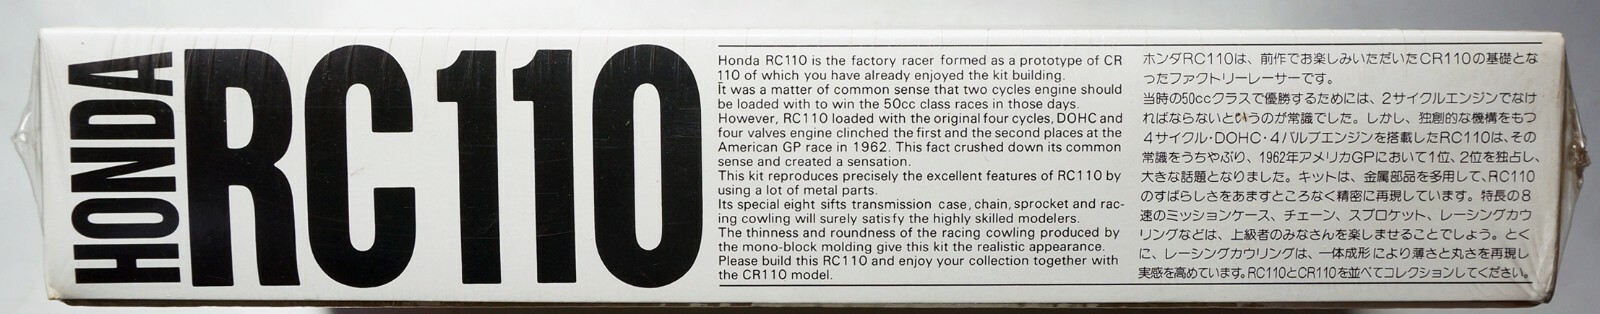 HONDA
RC110
Honda RC110 is the factory racer formed as a prototype of CR
110 of which you have already enjoyed the kit building.
It was a matter of common sense that two cycles engine should
be loaded with to win the 50cc class races in those days.
However, RC110 loaded with the original four cycles, DOHC and
four valves engine clinched the first and the second places at the
American GP race in 1962. This fact crushed down its common
sense and created a sensation.
This kit reproduces precisely the excellent features of RC110 by
using a lot of metal parts.
Its special eight sifts transmission case, chain, sprocket and rac-
ing cowling will surely satisfy the highly skilled modelers.
The thinness and roundness of the racing cowling produced by
the mono-block molding give this kit the realistic appearance.
Please build this RC110 and enjoy your collection together with
the CR110 model.
ホンダRC110は、前作でお楽しみいただいたCR110の基礎とな
ったファクトリーレーサーです。
当時の50ccクラスで優勝するためには、2サイクルエンジンでなけ
ればならないというのが常識でした。しかし、独創的な機構をもつ
4サイクル・DOHC・4バルブエンジンを搭載したRC110は、その
常識をうちやぶり、1962年アメリカGPにおいて1位、2位を独占し、
大きな話題となりました。キットは、金属部品を多用して、RC110
のすばらしさをあますところなく精密に再現しています。特長の8
速のミッションケース、チェーン、スプロケット、レーシングカウ
リングなどは、上級者のみなさんを楽しませることでしょう。とく
に、レーシングカウリングは、一体成形により薄さと丸さを再現し
実感を高めています。RC110とCR110を並べてコレクションしてください。